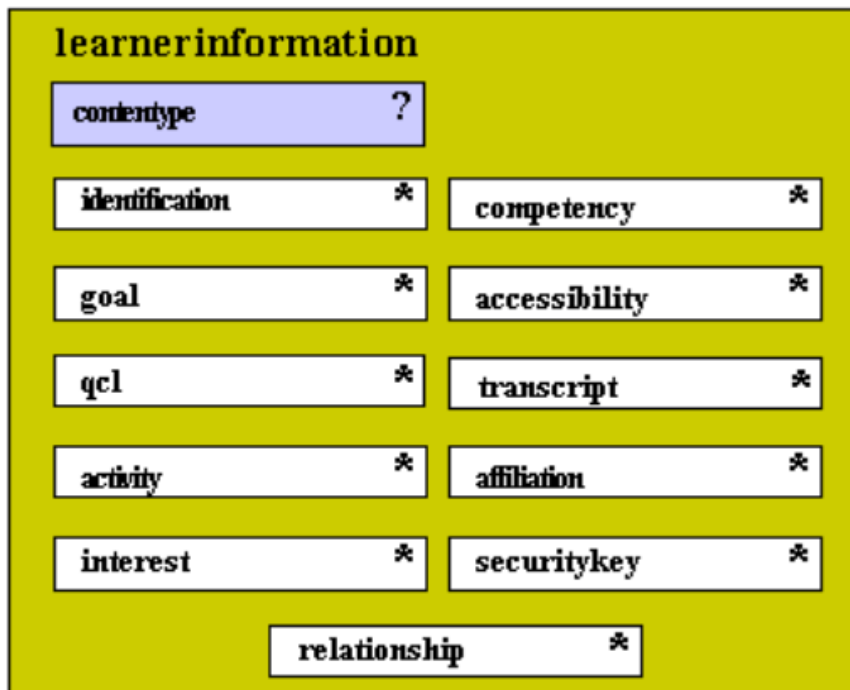 learnerinformation
contentype ?
identification * competency *
goal * accessibility *
qcl * transcript *
activity * affiliation *
interest * securitykey *
relationship *